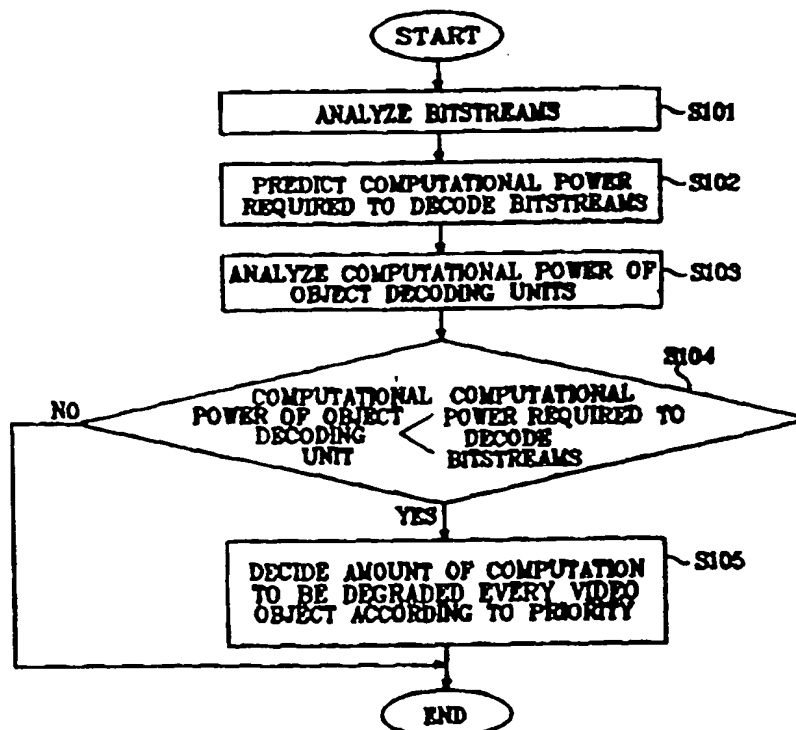 START
ANALYZE BITSTREAMS
S101
PREDICT COMPUTATIONAL POWER
REQUIRED TO DECODE BITSTREAMS
S102
ANALYZE COMPUTATIONAL POWER OF
OBJECT DECODING UNITS
S103
S104
COMPUTATIONAL
POWER OF OBJECT
DECODING
UNIT
<
COMPUTATIONAL
POWER REQUIRED TO
DECODE
BITSTREAMS
NO
YES
DECIDE AMOUNT OF COMPUTATION
TO BE DEGRADED EVERY VIDEO
OBJECT ACCORDING TO PRIORITY
S105
END